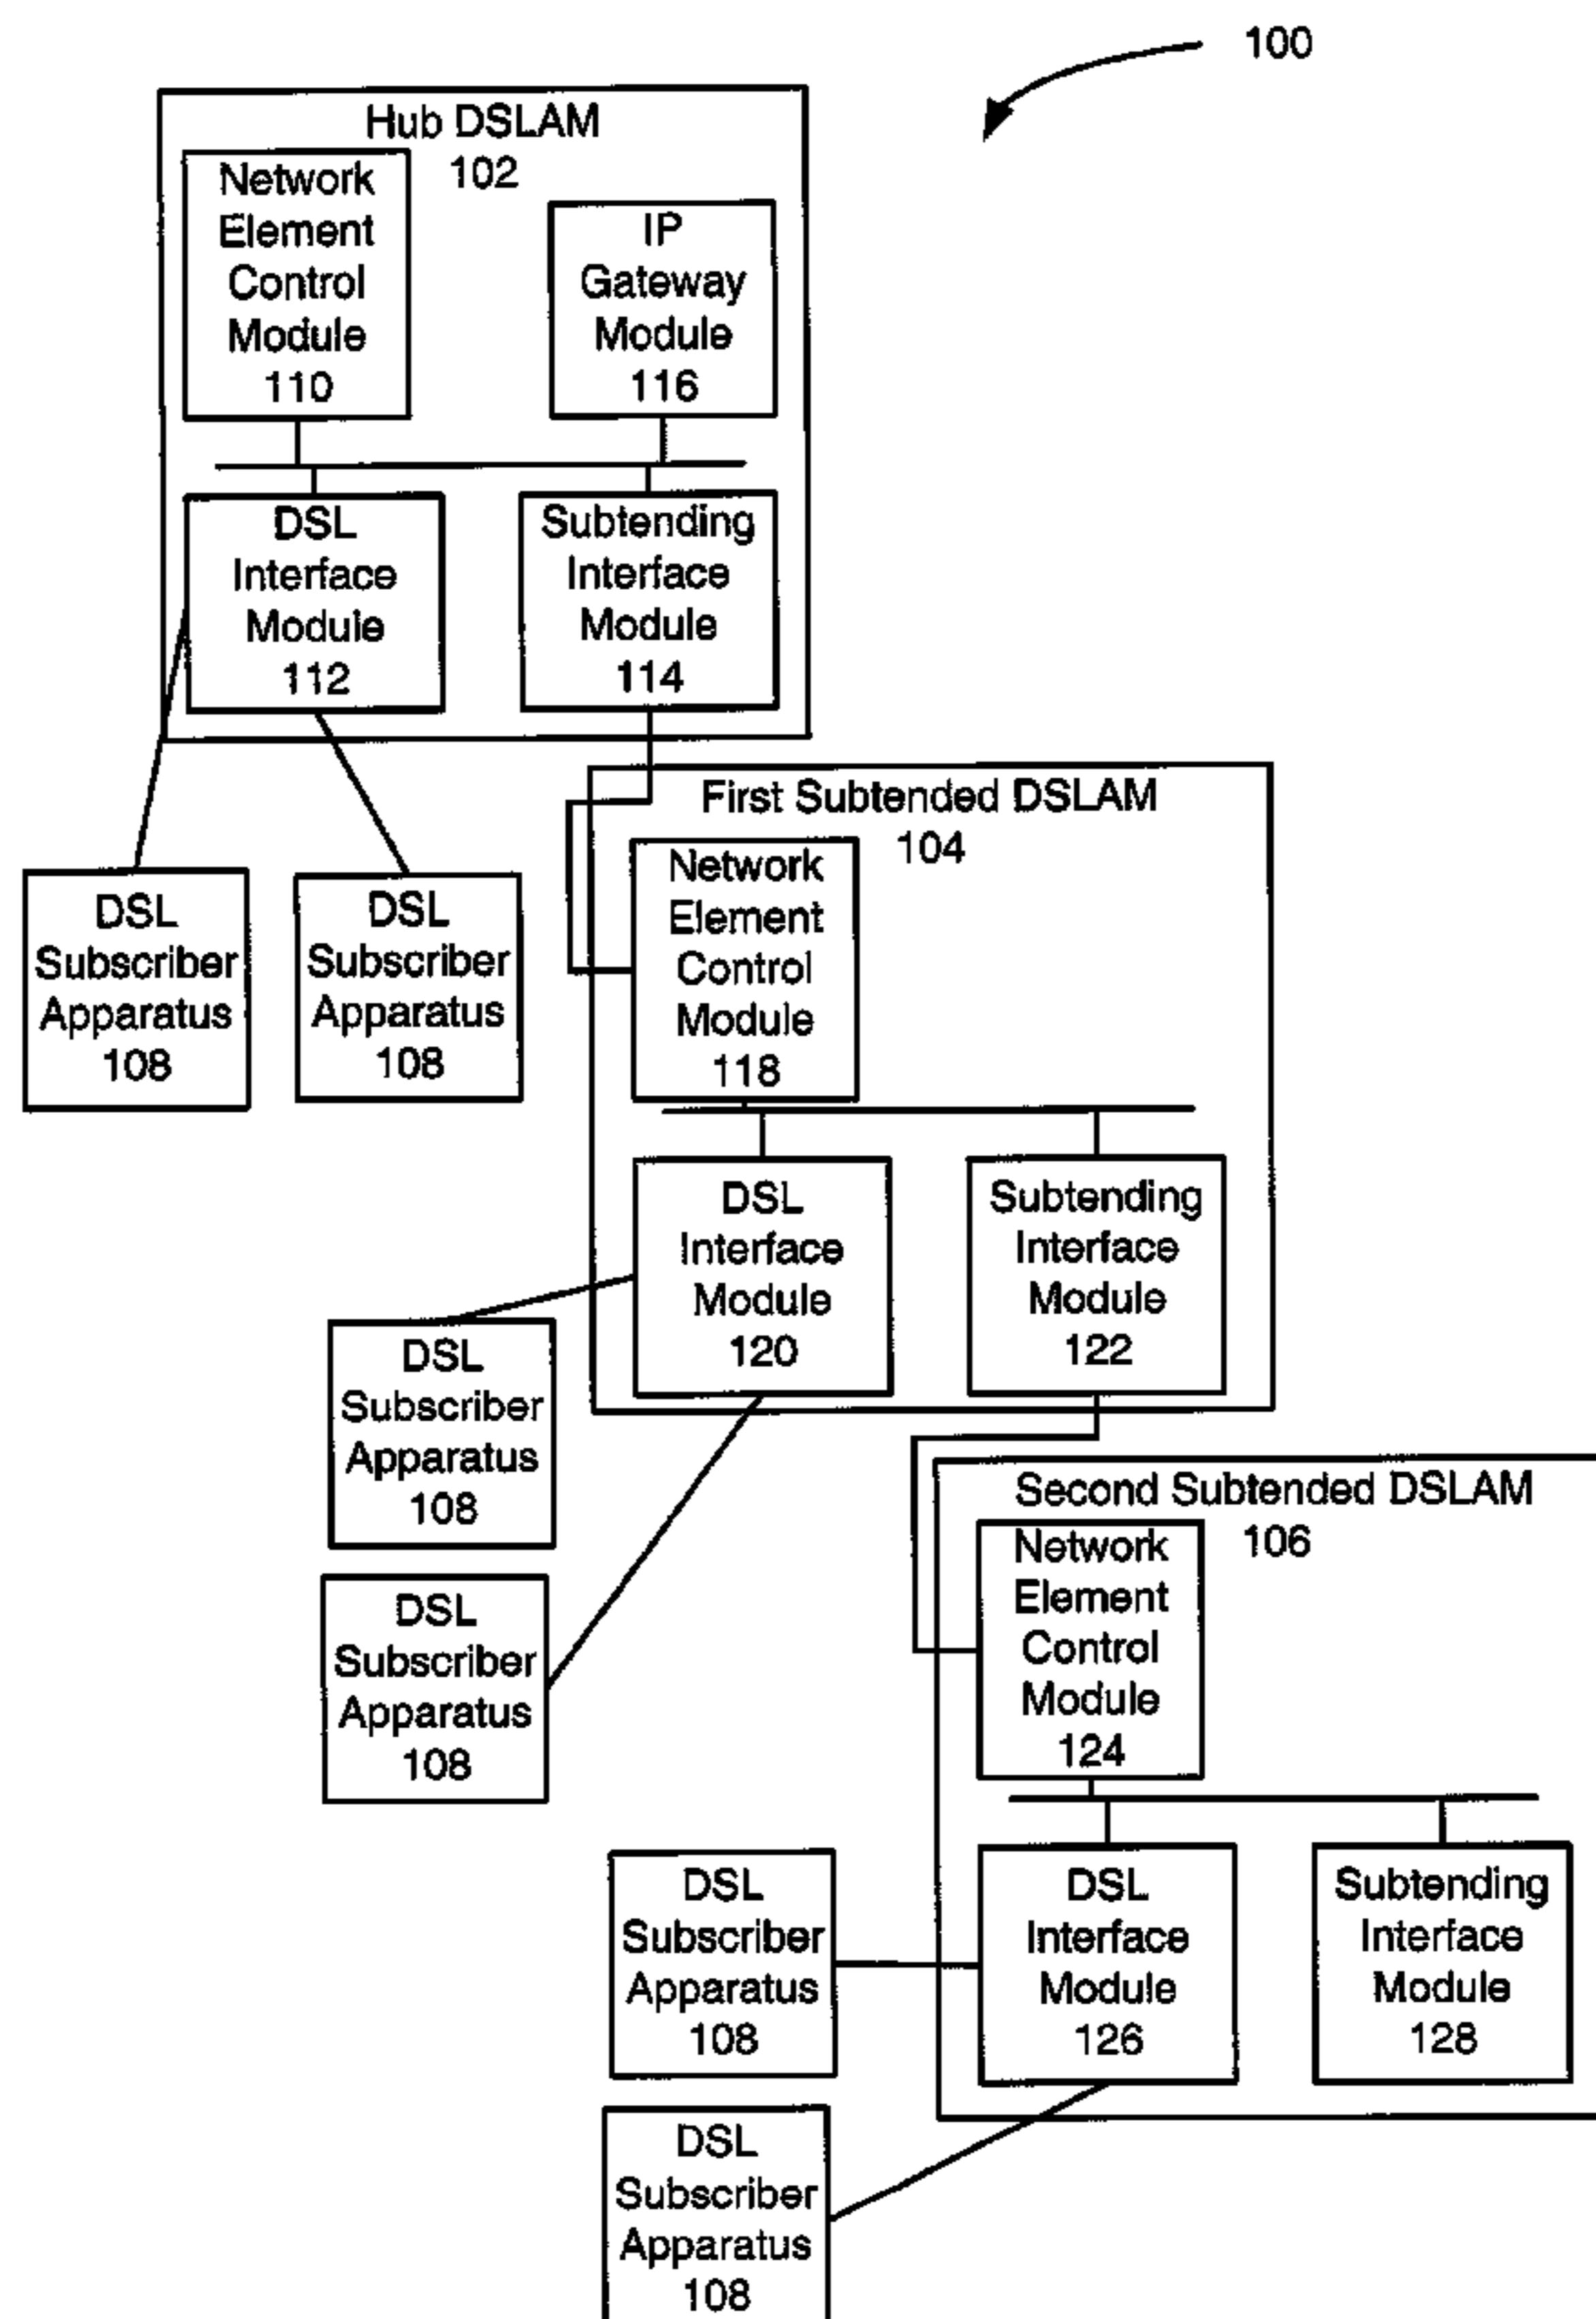 100
Hub DSLAM
102
Network
Element
Control
Module
110
IP
Gateway
Module
116
DSL
Interface
Module
112
Subtending
Interface
Module
114
First Subtended DSLAM
104
Network
Element
Control
Module
118
DSL
Subscriber
Apparatus
108
DSL
Subscriber
Apparatus
108
DSL
Interface
Module
120
Subtending
Interface
Module
122
DSL
Subscriber
Apparatus
108
DSL
Subscriber
Apparatus
108
Second Subtended DSLAM
106
Network
Element
Control
Module
124
DSL
Interface
Module
126
Subtending
Interface
Module
128
DSL
Subscriber
Apparatus
108
DSL
Subscriber
Apparatus
108